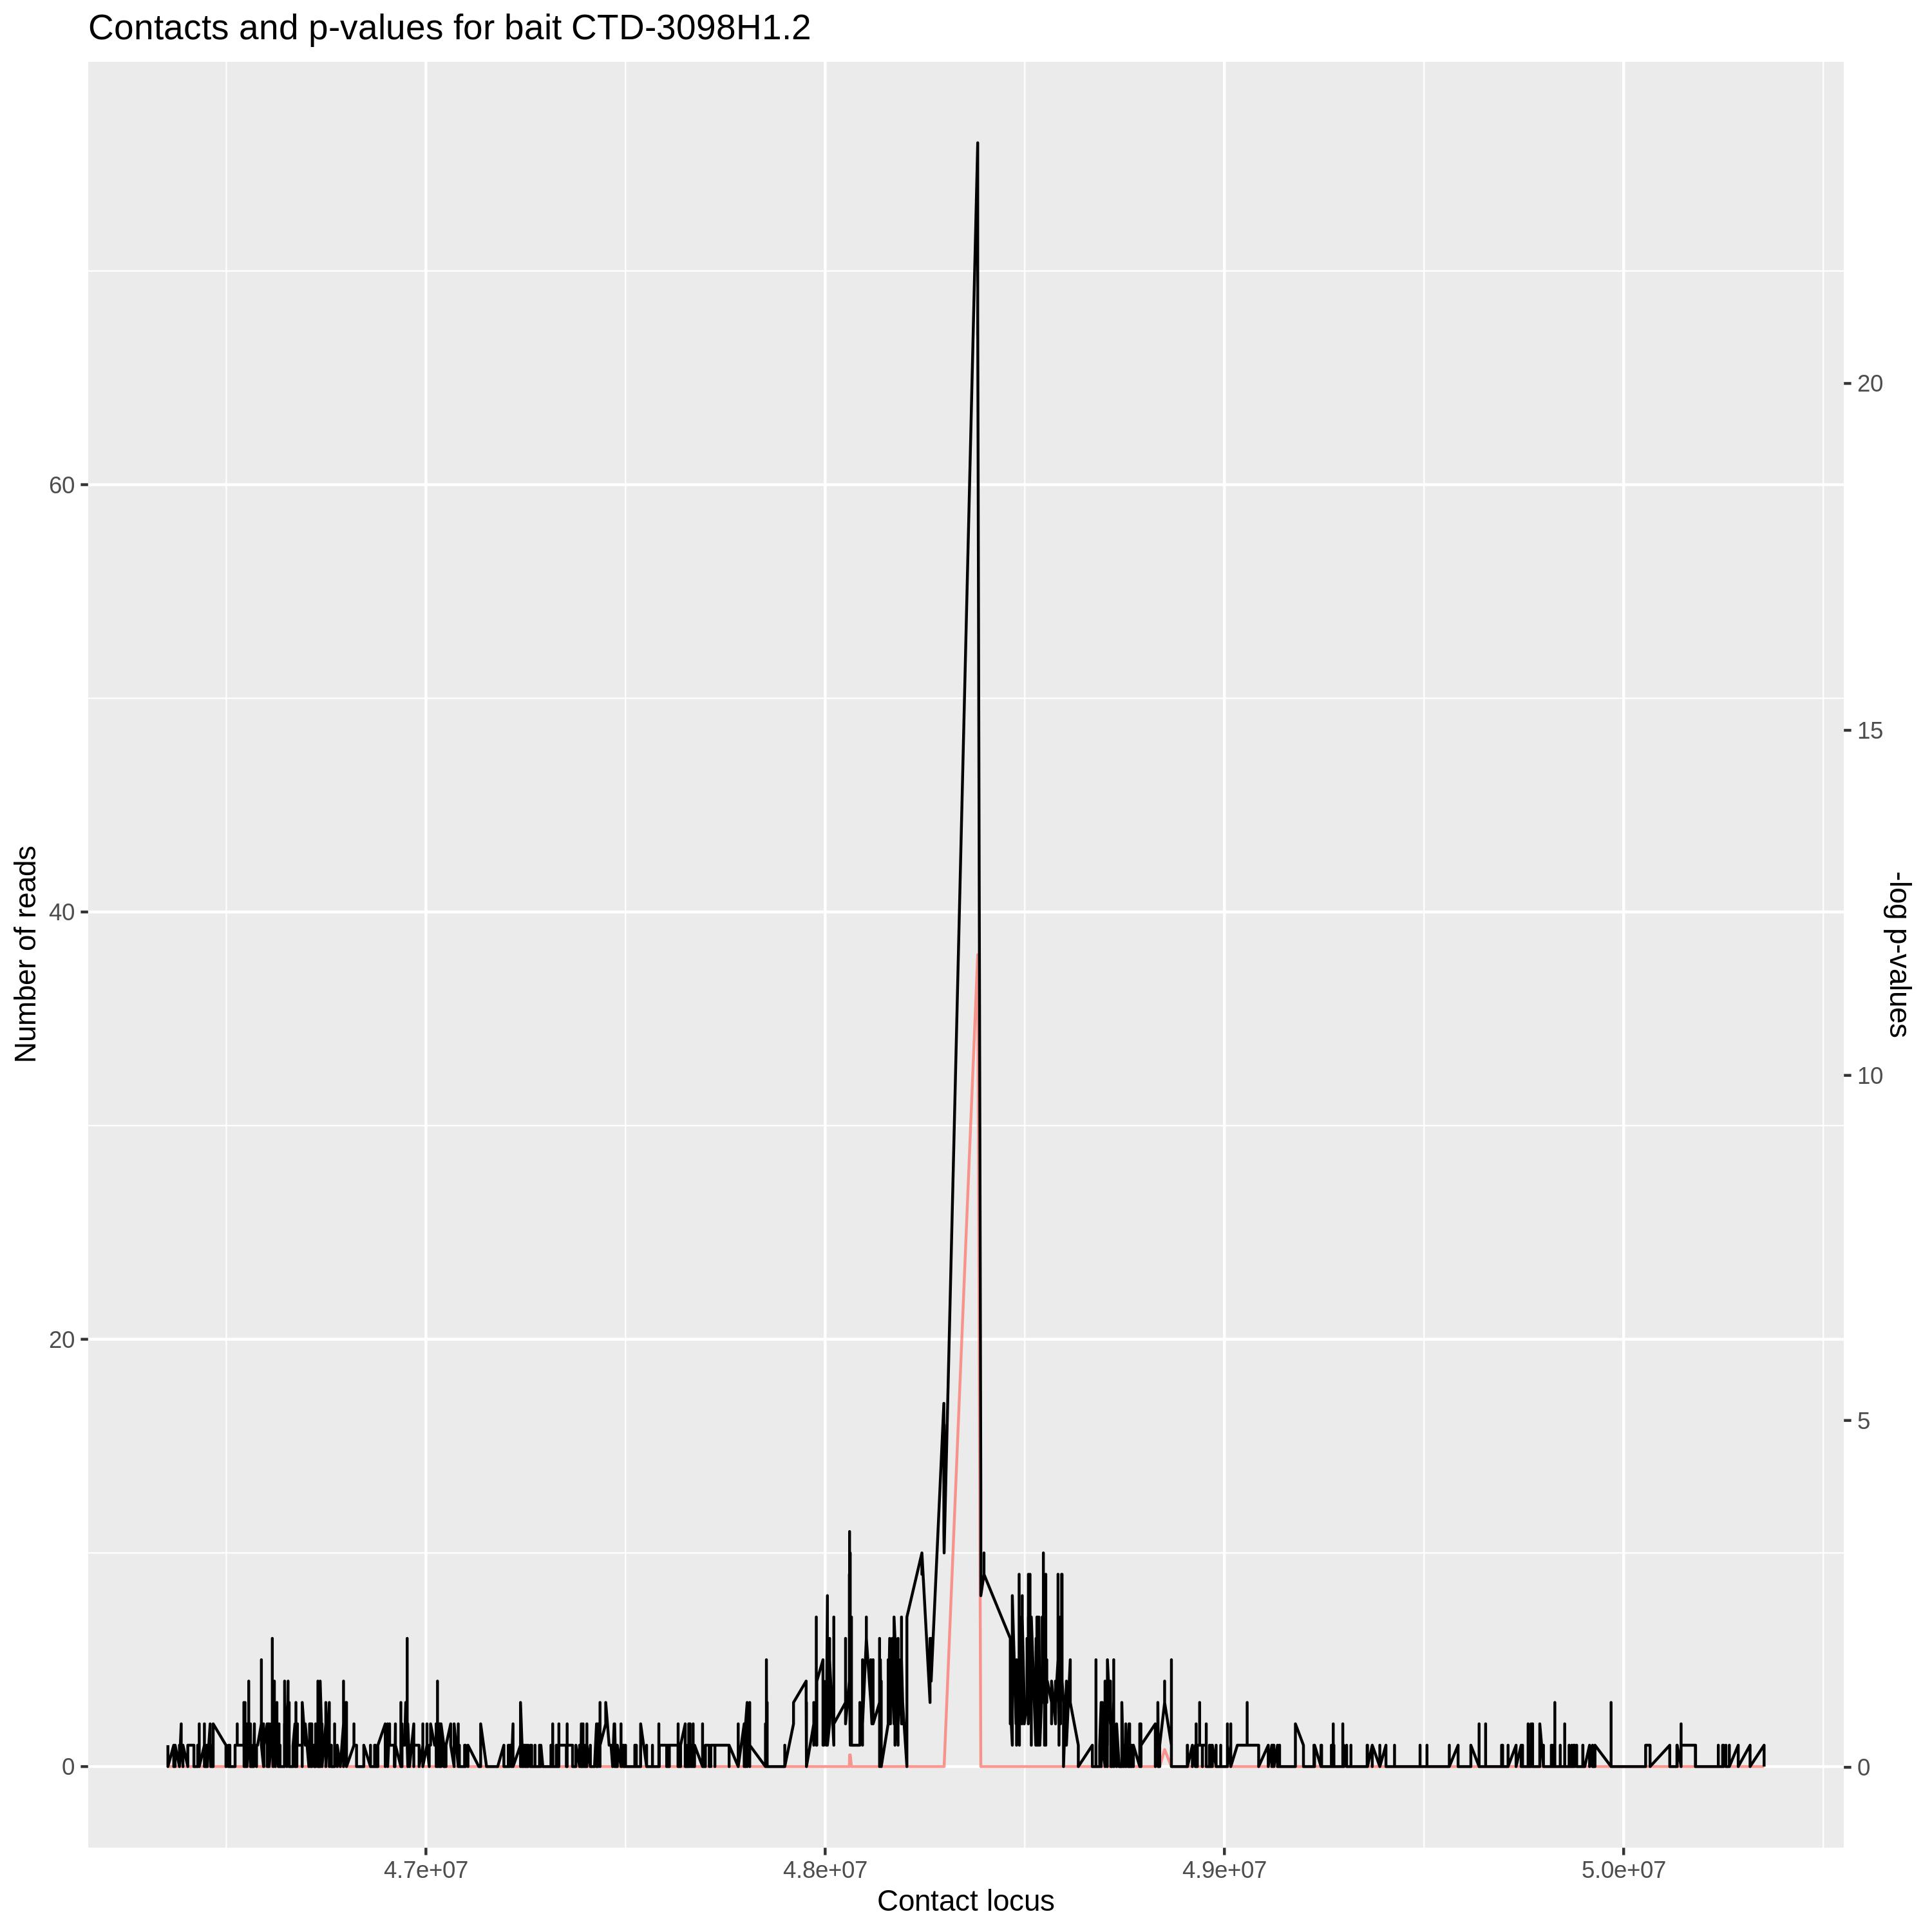 Contacts and p-values for bait CTD-3098H1.2
Number of reads
60
40
20
0
20
15
10
5
0
-log p-values
4.7e+07
4.8e+07
4.9e+07
5.0e+07
Contact locus